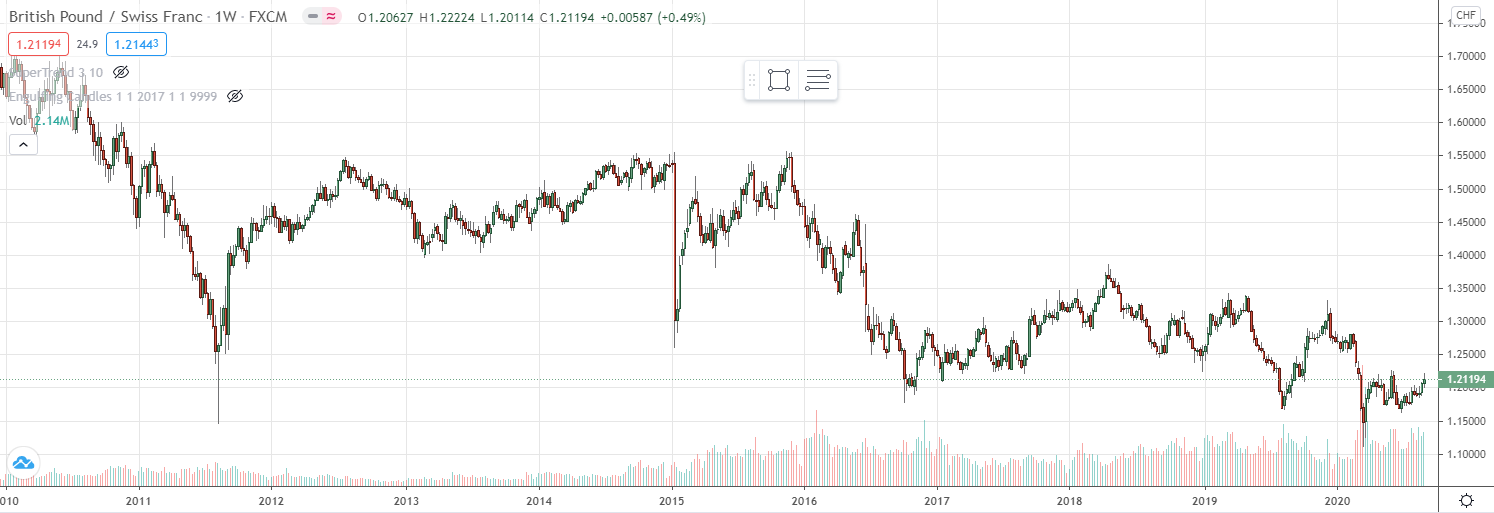 British Pound / Swiss Franc · 1W · FXCM O1.20627 H1.22224 L1.20114 C1.21194 +0.00587 (+0.49%)
CHF
1.21194 24.9 1.21443
SuperTrend 3 10
Engulfing Candles 1 1 2017 1 1 9999
Vol 2.14M
1.70000
1.65000
1.60000
1.55000
1.50000
1.45000
1.40000
1.35000
1.30000
1.25000
1.21194
1.20000
1.15000
1.10000
2010 2011 2012 2013 2014 2015 2016 2017 2018 2019 2020